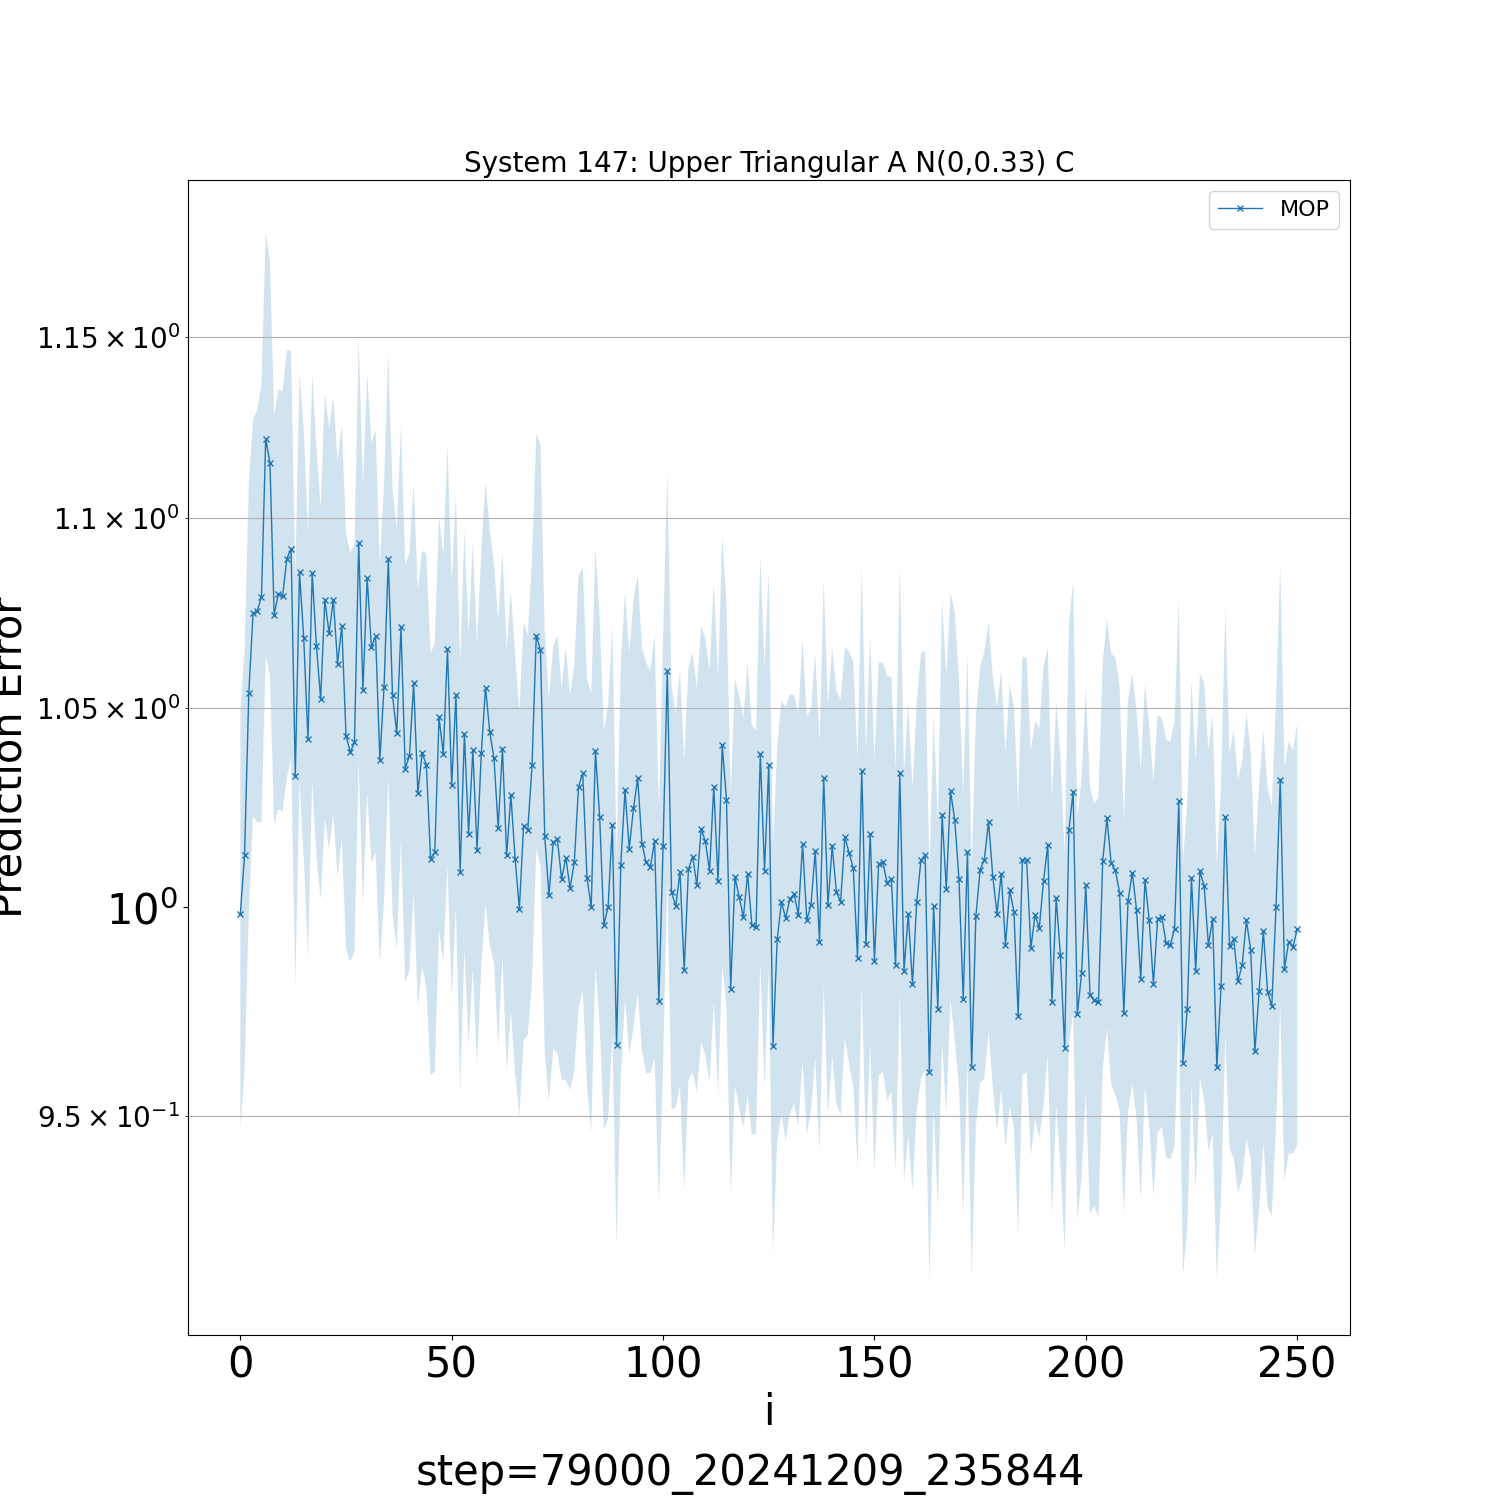 System 147: Upper Triangular A N(0,0.33) C
MOP
Prediction Error
1.15 × 10⁰
1.1 × 10⁰
1.05 × 10⁰
10⁰
9.5 × 10⁻¹
0 50 100 150 200 250
i
step=79000_20241209_235844